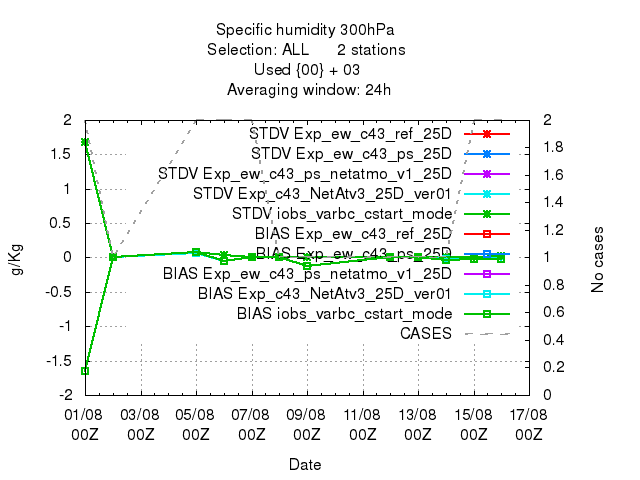 Specific humidity 300hPa
Selection: ALL 2 stations
Used {00} + 03
Averaging window: 24h
g/Kg
2
1.5
1
0.5
0
-0.5
-1
-1.5
-2
STDV Exp_ew_c43_ref_25D
STDV Exp_ew_c43_ps_25D
STDV Exp_ew_c43_ps_netatmo_v1_25D
STDV Exp_c43_NetAtv3_25D_ver01
STDV iobs_varbc_cstart_mode
BIAS Exp_ew_c43_ref_25D
BIAS Exp_ew_c43_ps_25D
BIAS Exp_ew_c43_ps_netatmo_v1_25D
BIAS Exp_c43_NetAtv3_25D_ver01
BIAS iobs_varbc_cstart_mode
CASES
2
1.8
1.6
1.4
1.2
1
0.8
0.6
0.4
0.2
0
No cases
01/08 03/08 05/08 07/08 09/08 11/08 13/08 15/08 17/08
00Z 00Z 00Z 00Z 00Z 00Z 00Z 00Z 00Z
Date